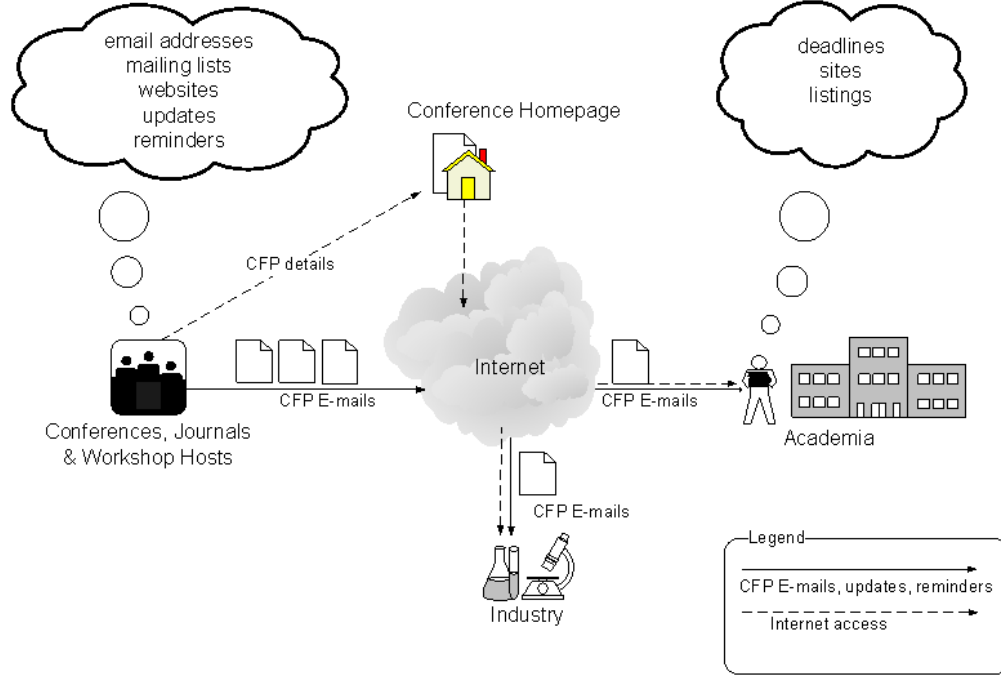 email addresses
mailing lists
websites
updates
reminders
deadlines
sites
listings
Conference Homepage
CFP details
Internet
CFP E-mails
CFP E-mails
Conferences, Journals
& Workshop Hosts
Academia
CFP E-mails
Industry
Legend
CFP E-mails, updates, reminders
Internet access